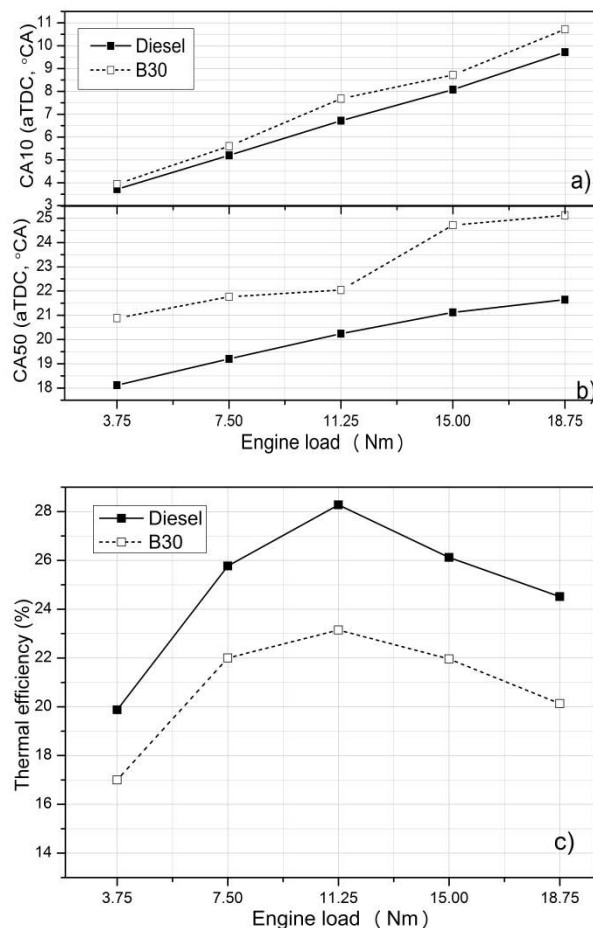 11
10
9
8
7
6
5
4
3
CA10 (aTDC, °CA)
Diesel
B30
a)
25
24
23
22
21
20
19
18
CA50 (aTDC, °CA)
b)
3.75 7.50 11.25 15.00 18.75
Engine load (Nm)
28
26
24
22
20
18
16
14
Thermal efficiency (%)
Diesel
B30
c)
3.75 7.50 11.25 15.00 18.75
Engine load (Nm)